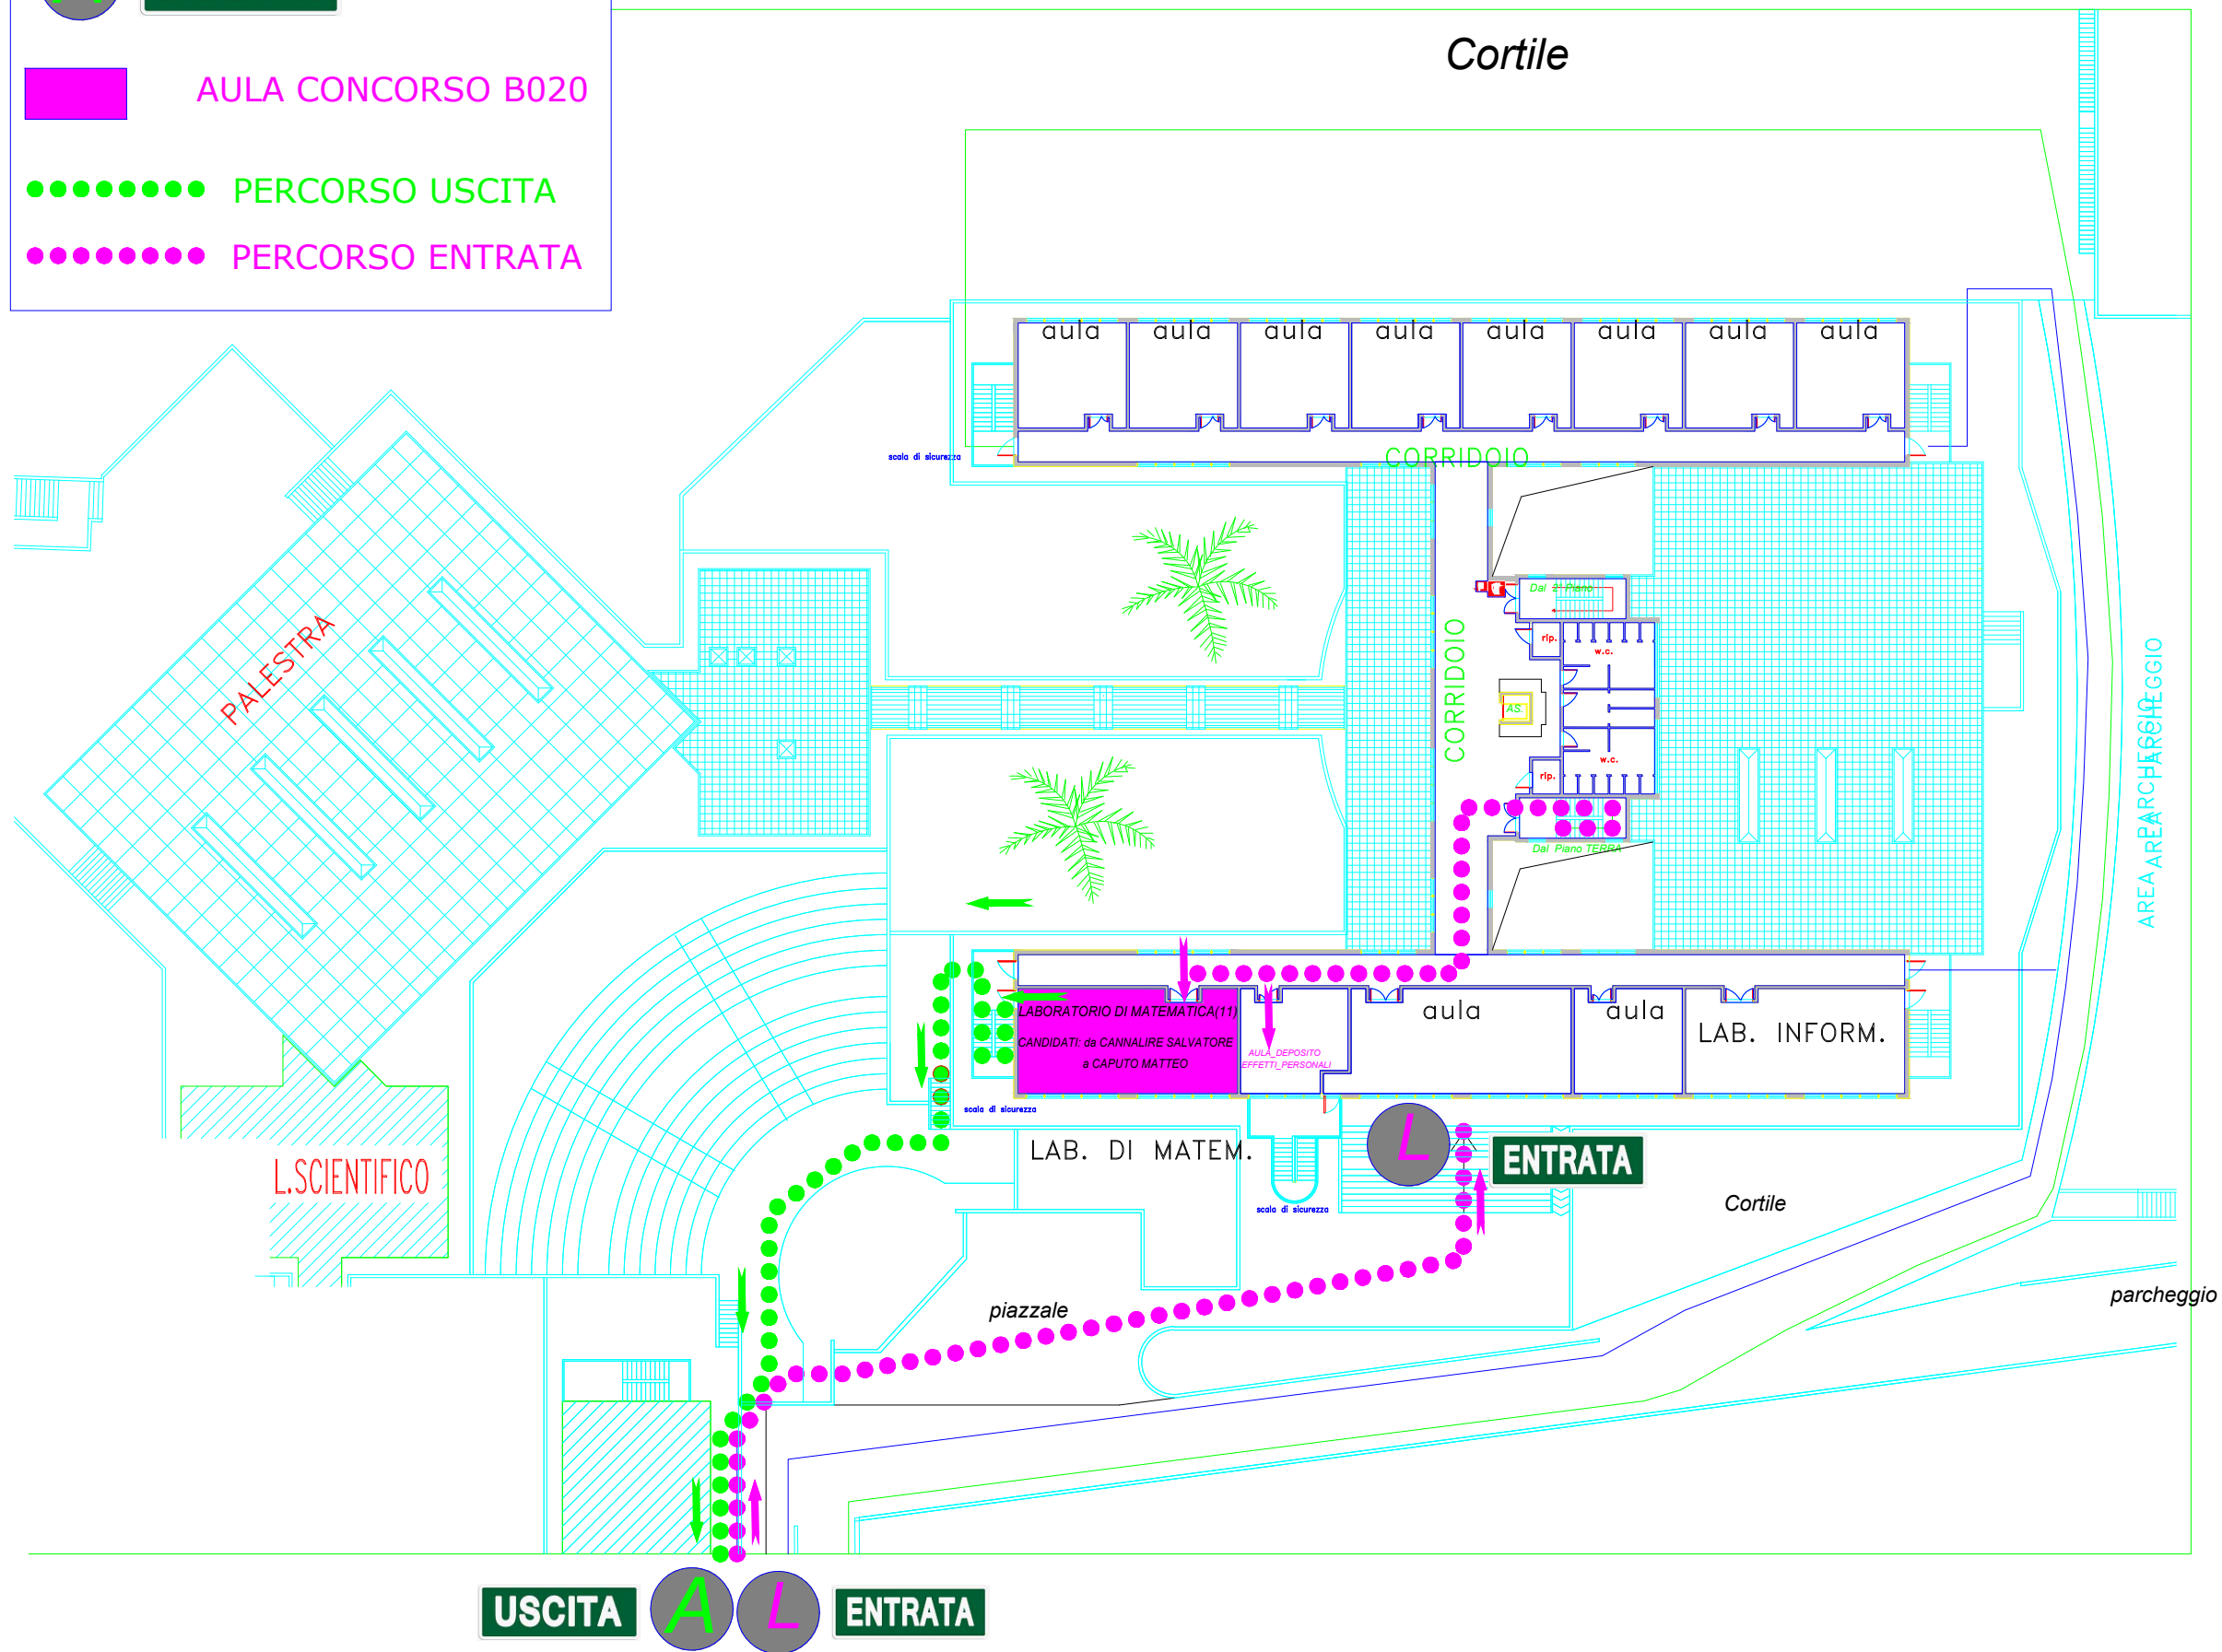 Cortile
AULA CONCORSO B020
PERCORSO USCITA
PERCORSO ENTRATA
aula
aula
aula
aula
aula
aula
aula
aula
scala di sicurezza
CORRIDOIO
Dal 2° Piano
rip.
w.c.
PALESTRA
CORRIDOIO
AS.
w.c.
rip.
AREA PARCHEGGIO
AREA PARCHEGGIO
Dal Piano TERRA
LABORATORIO DI MATEMATICA(11)
CANDIDATI: da CANNALIRE SALVATORE
a CAPUTO MATTEO
AULA_DEPOSITO
EFFETTI_PERSONALI
aula
aula
LAB. INFORM.
scala di sicurezza
LAB. DI MATEM.
L
ENTRATA
L.SCIENTIFICO
scala di sicurezza
Cortile
piazzale
parcheggio
USCITA
A
L
ENTRATA